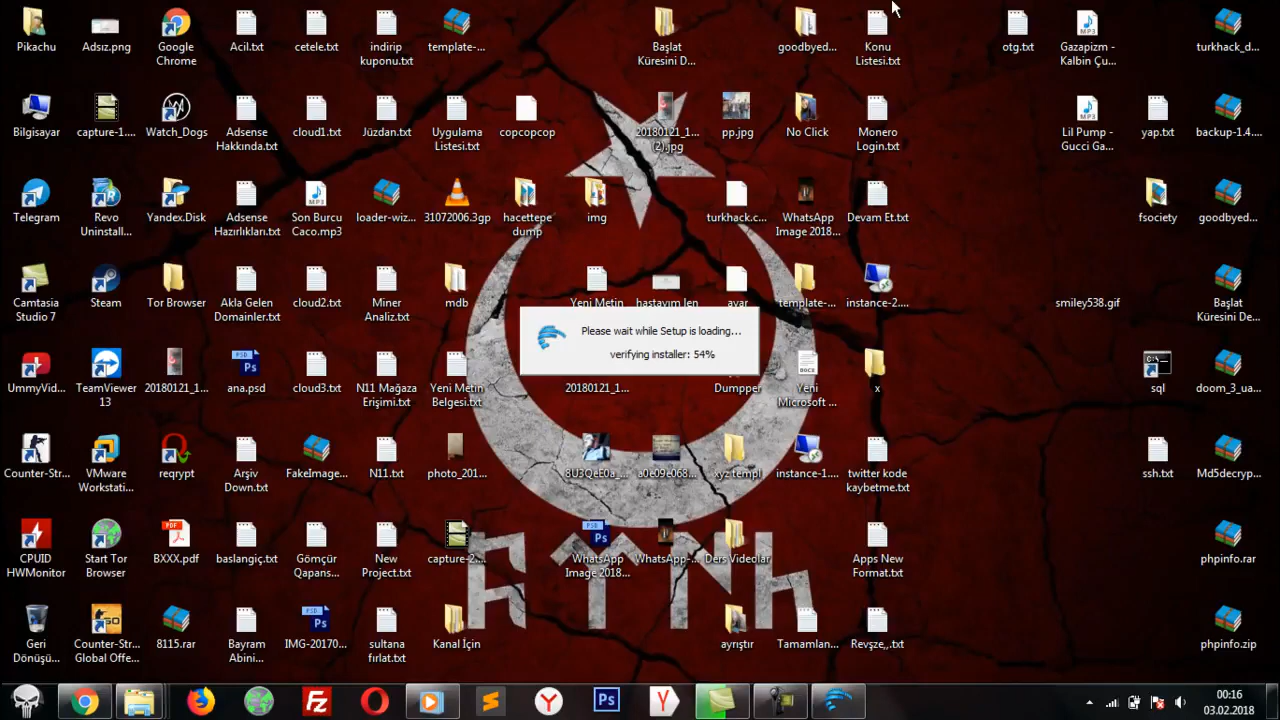 Pikachu
Adsız.png
Google
Chrome
Acil.txt
cetele.txt
indirip
kuponu.txt
template-...
Başlat
Küresini D...
goodbyed...
Konu
Listesi.txt
otg.txt
Gazapizm -
Kalbin Çu...
turkhack_d...
Bilgisayar
capture-1....
Watch_Dogs
Adsense
Hakkında.txt
cloud1.txt
Jüzdan.txt
Uygulama
Listesi.txt
copcopcop
20180121_1...
(2).jpg
pp.jpg
No Click
Monero
Login.txt
Lil Pump -
Gucci Ga...
yap.txt
backup-1.4....
Telegram
Revo
Uninstall...
Yandex.Disk
Adsense
Hazırlıkları.txt
Son Burcu
Caco.mp3
loader-wiz...
31072006.3gp
hacettepe
dump
img
turkhack.c...
WhatsApp
Image 2018...
Devam Et.txt
fsociety
goodbyed...
Camtasia
Studio 7
Steam
Tor Browser
Akla Gelen
Domainler.txt
cloud2.txt
Miner
Analiz.txt
mdb
Yeni Metin
hastayım len
ayar
template-...
instance-2....
smiley538.gif
Başlat
Küresini De...
Please wait while Setup is loading...
verifying installer: 54%
UmmyVid...
TeamViewer
13
20180121_1...
ana.psd
cloud3.txt
N11 Mağaza
Erişimi.txt
Yeni Metin
Belgesi.txt
20180121_1...
Dumpper
Yeni
Microsoft ...
x
sql
doom_3_ua...
Counter-Str...
VMware
Workstati...
reqrypt
Arşiv
Down.txt
FakeImage...
N11.txt
photo_201...
8U3QeE0a_...
a0e09e068...
xyz templ
instance-1....
twitter kode
kaybetme.txt
ssh.txt
Md5decryp...
CPUID
HWMonitor
Start Tor
Browser
BXXX.pdf
baslangiç.txt
Gömçür
Qapans...
New
Project.txt
capture-2....
WhatsApp
Image 2018...
WhatsApp-...
Ders Videolar
Apps New
Format.txt
phpinfo.rar
Geri
Dönüşü...
Counter-Str...
Global Offe...
8115.rar
Bayram
Abini...
IMG-20170...
sultana
fırlat.txt
Kanal İçin
ayrıştır
Tamamlan...
Revşze,,.txt
phpinfo.zip
00:16
03.02.2018